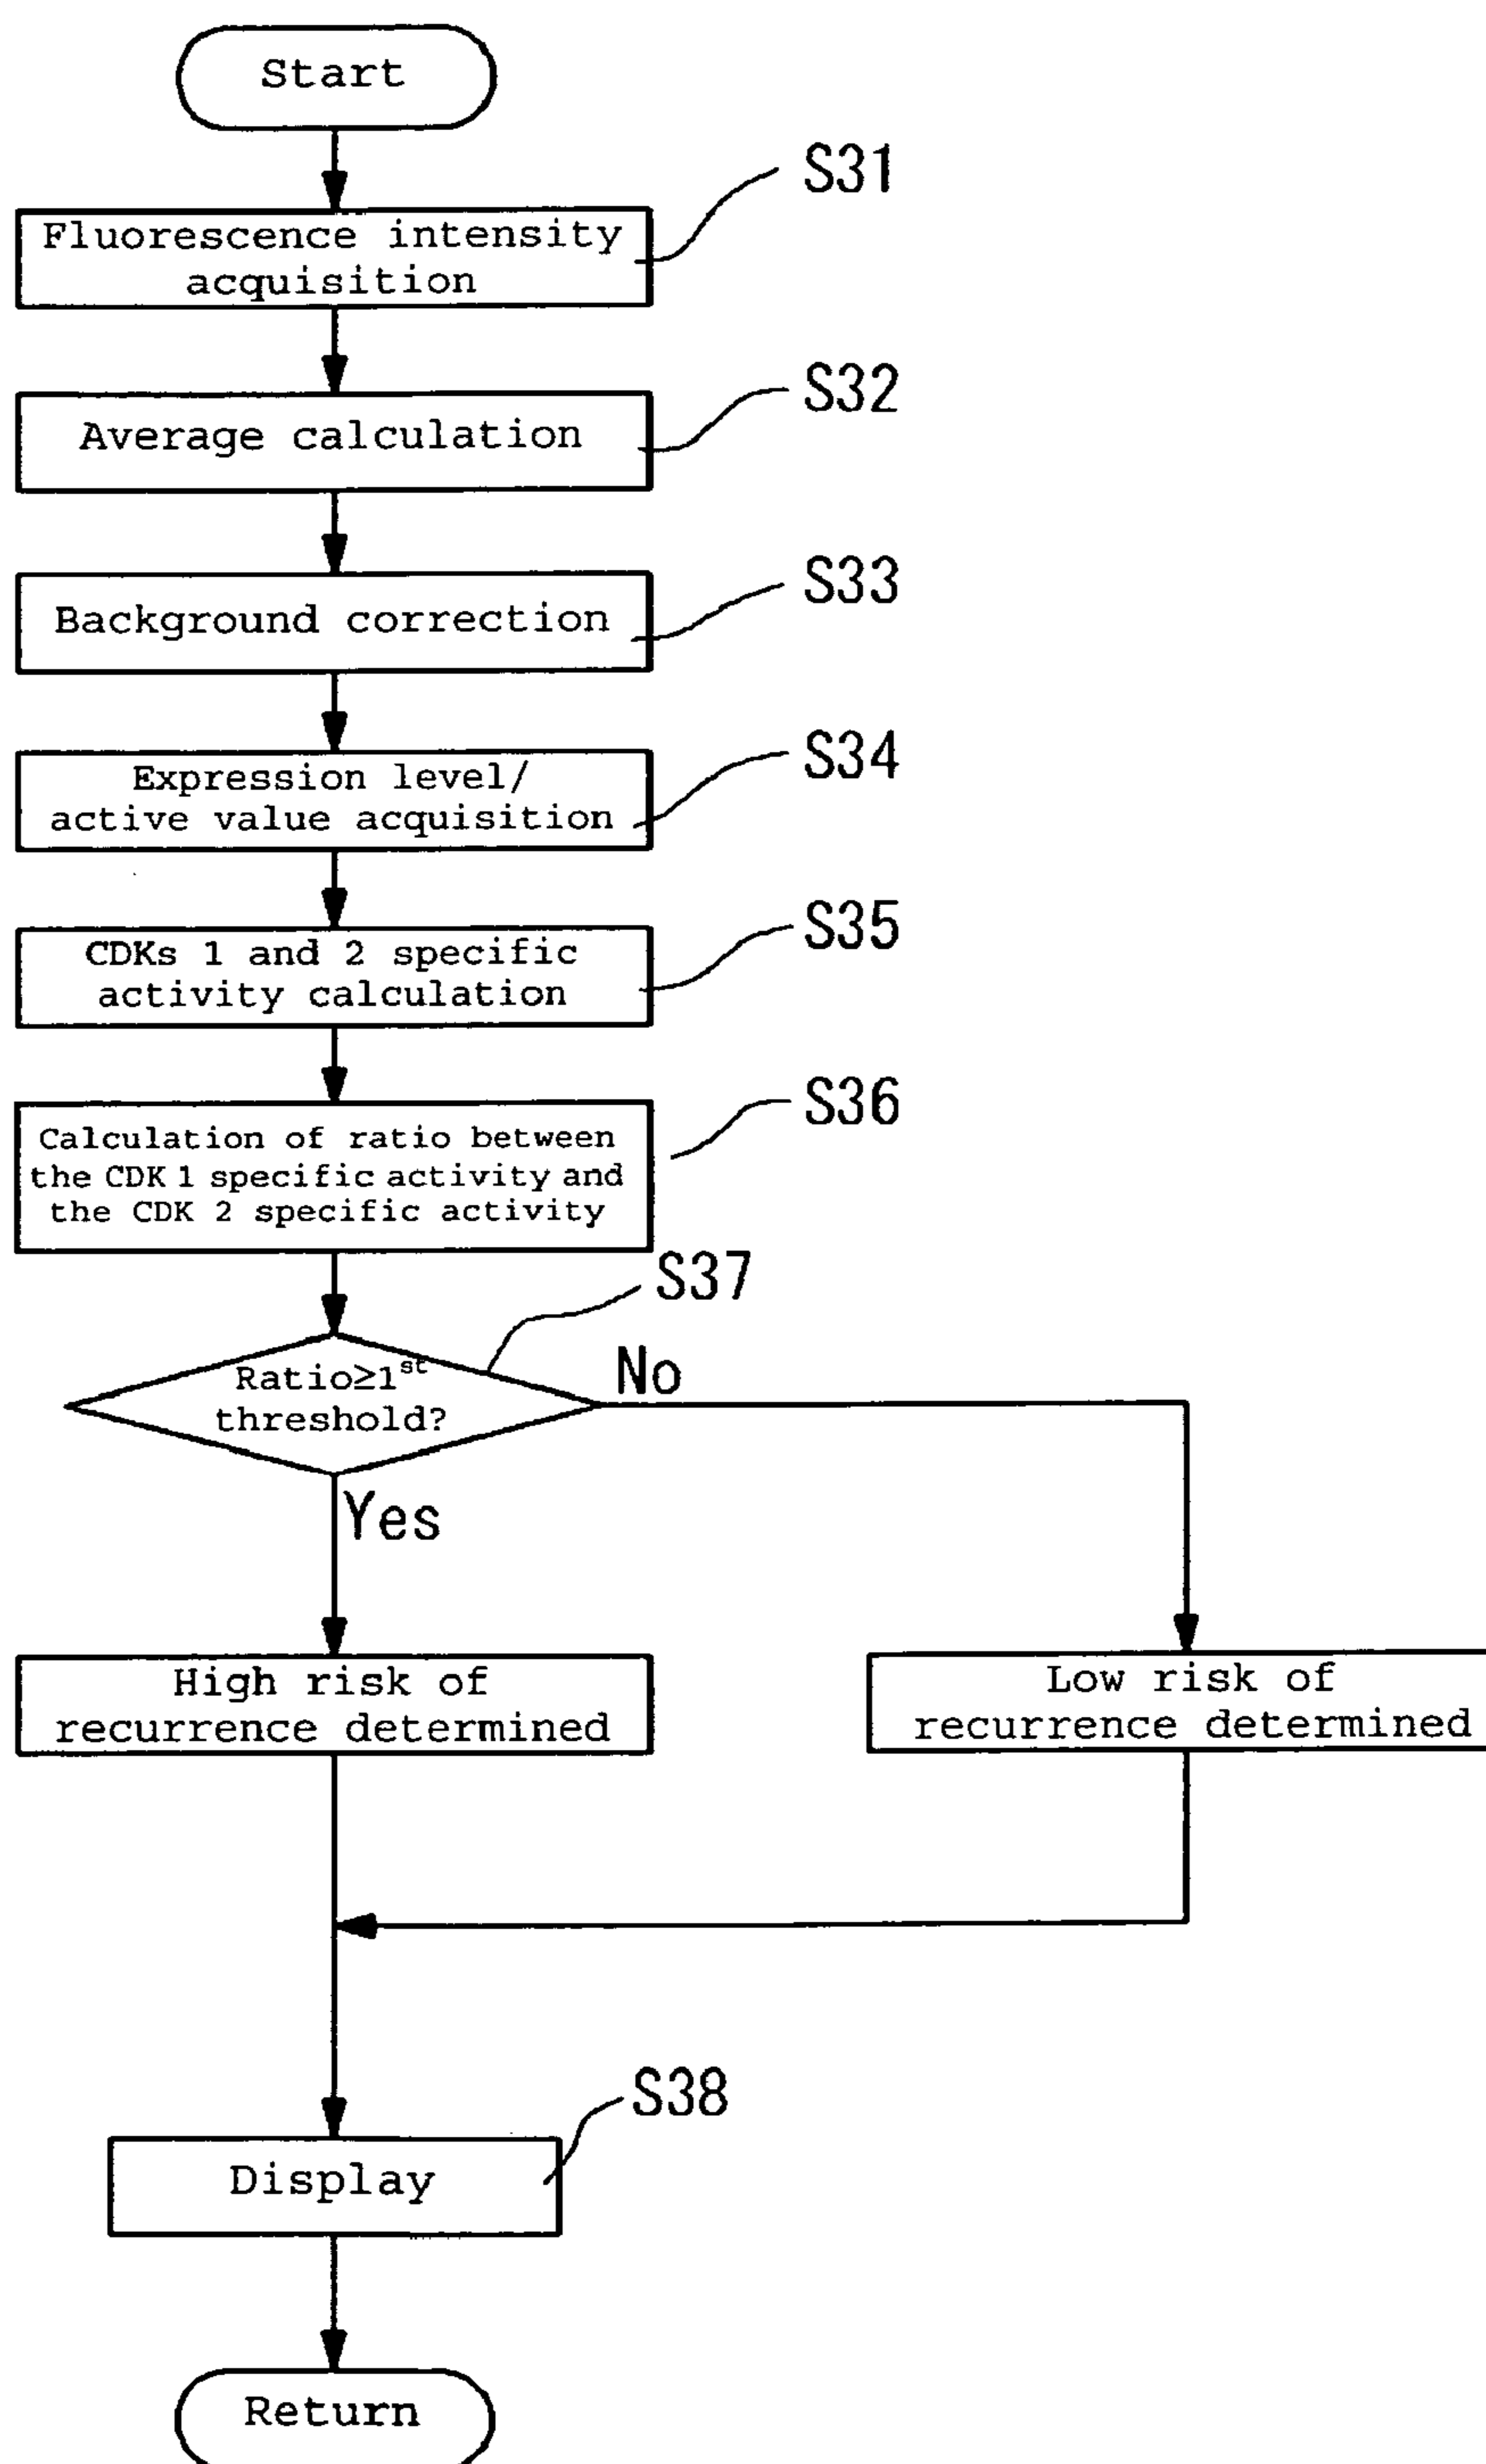 Start
S31
Fluorescence intensity
acquisition
S32
Average calculation
S33
Background correction
S34
Expression level/
active value acquisition
S35
CDKs 1 and 2 specific
activity calculation
S36
Calculation of ratio between
the CDK 1 specific activity and
the CDK 2 specific activity
S37
Ratio≥1st
threshold?
No
Yes
High risk of
recurrence determined
Low risk of
recurrence determined
S38
Display
Return